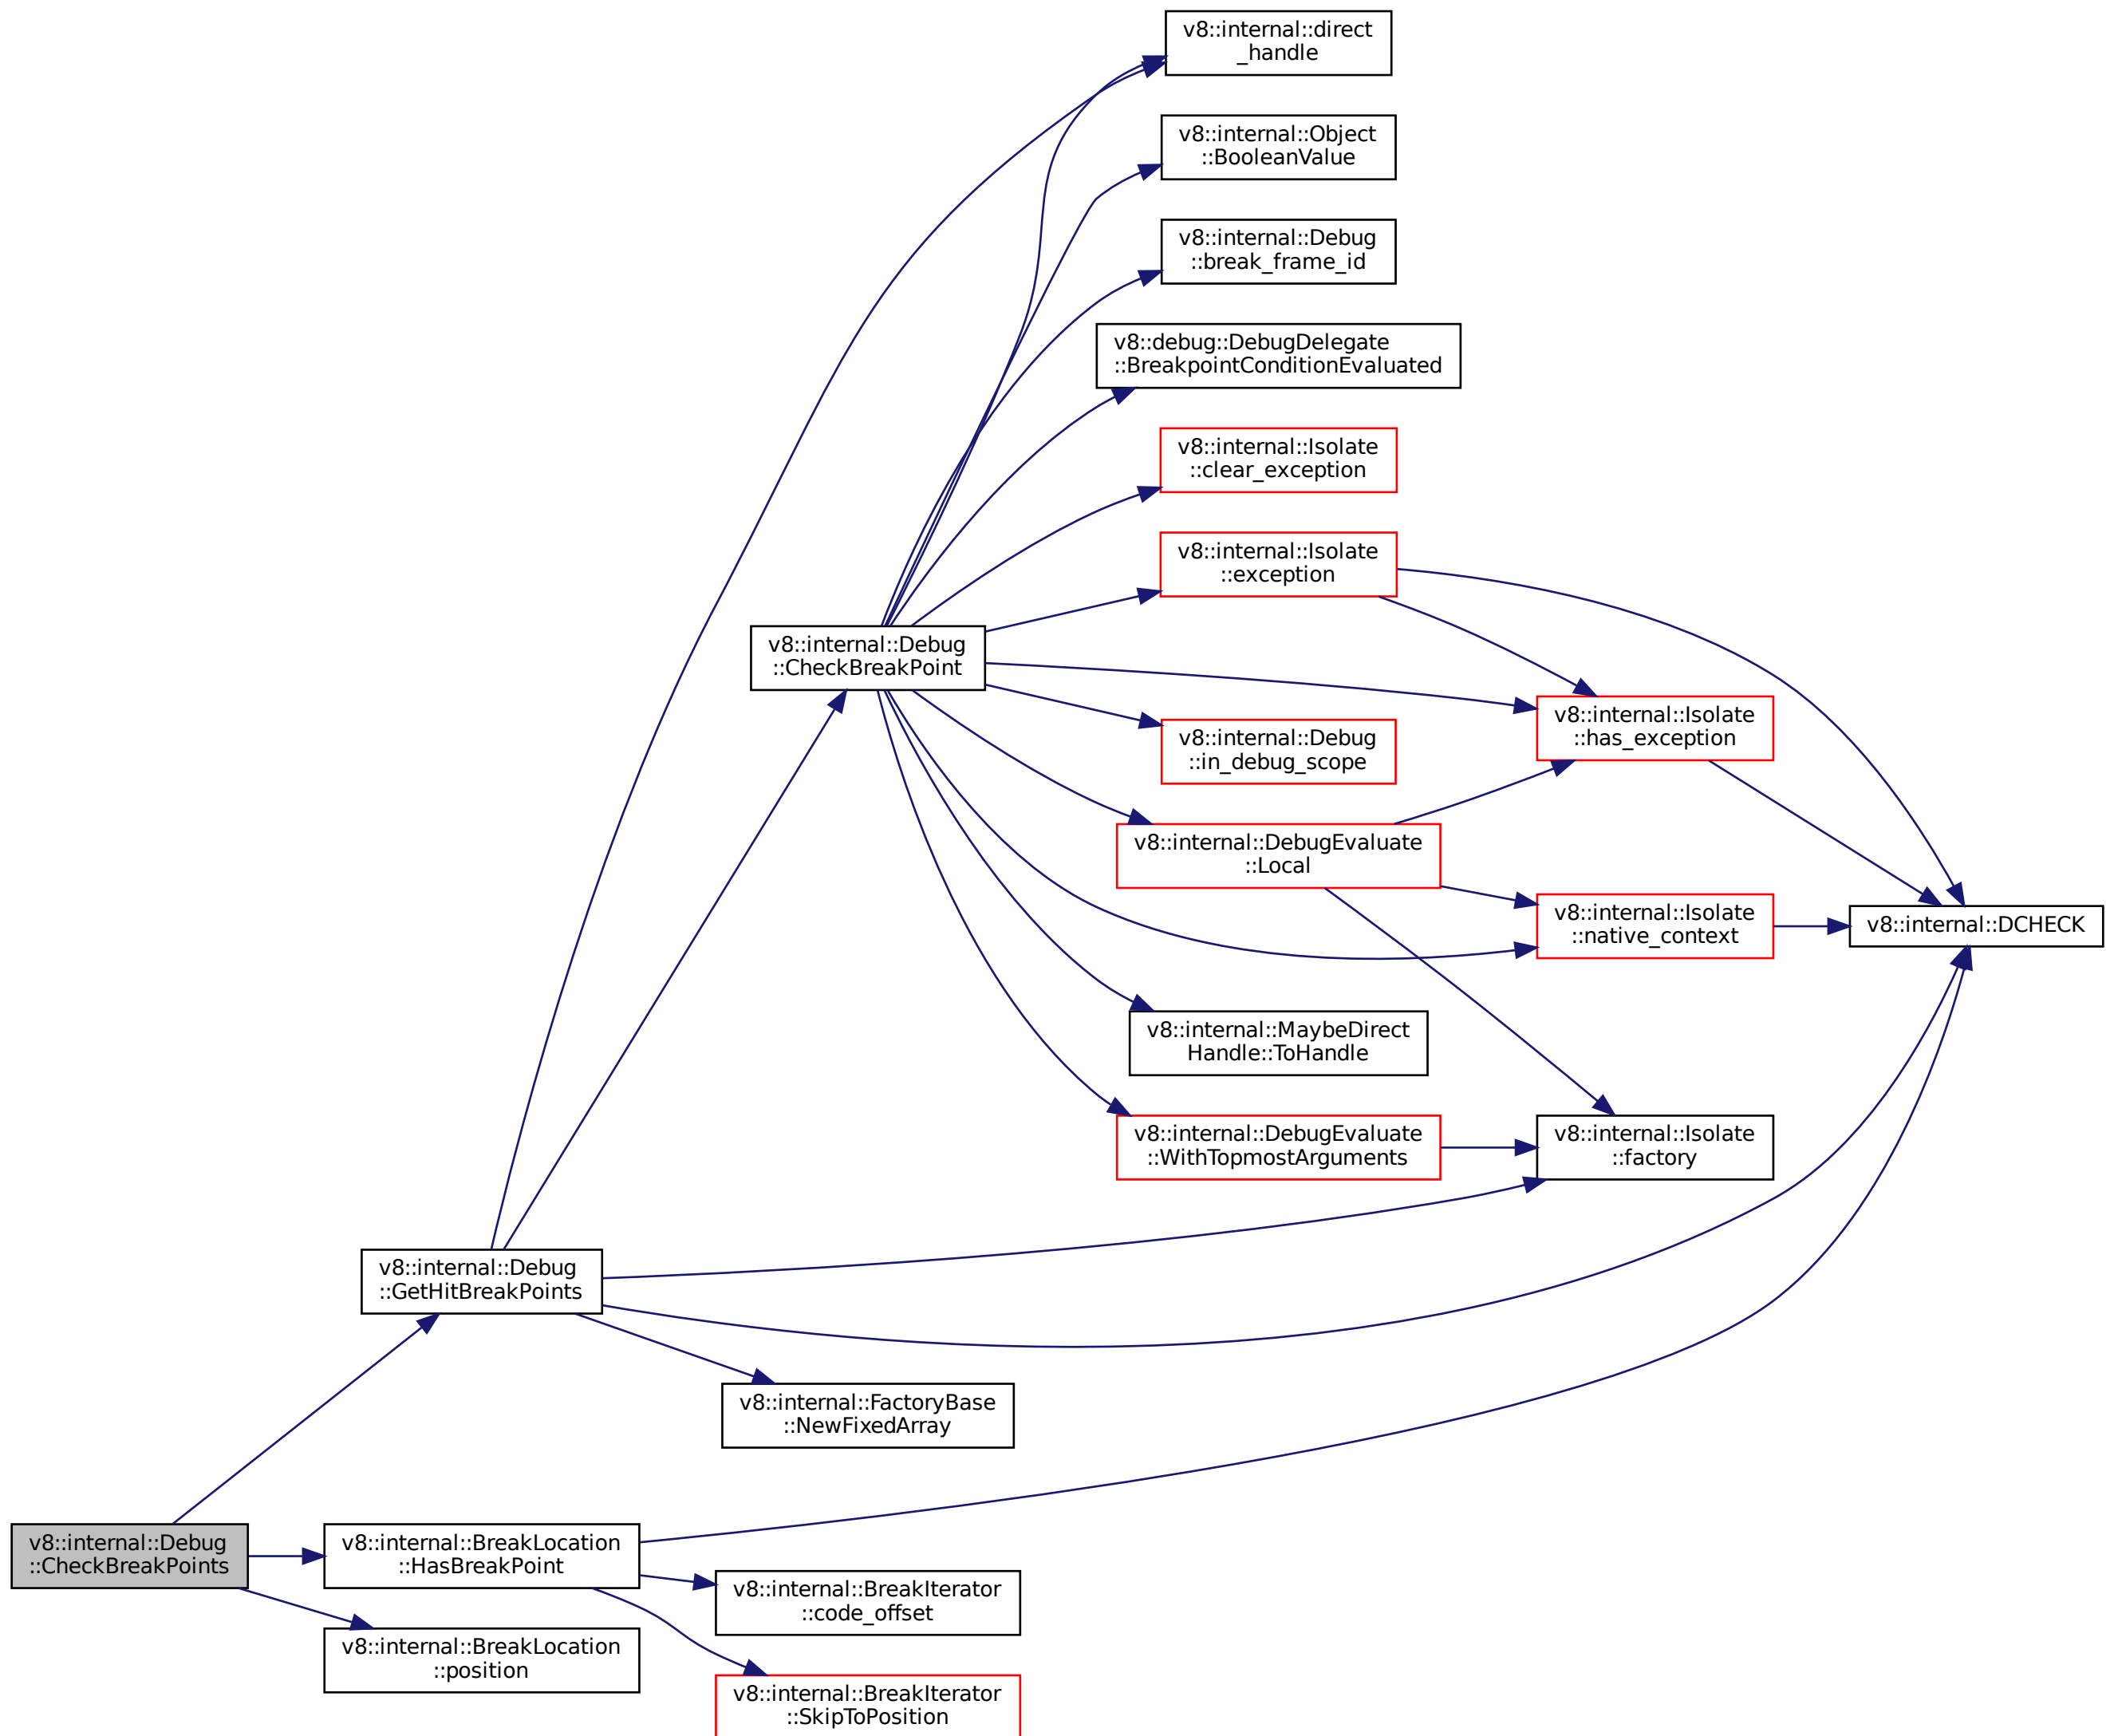 v8::internal::direct
_handle
v8::internal::Object
::BooleanValue
v8::internal::Debug
::break_frame_id
v8::debug::DebugDelegate
::BreakpointConditionEvaluated
v8::internal::Isolate
::clear_exception
v8::internal::Isolate
::exception
v8::internal::Debug
::CheckBreakPoint
v8::internal::Isolate
::has_exception
v8::internal::Debug
::in_debug_scope
v8::internal::DebugEvaluate
::Local
v8::internal::Isolate
::native_context
v8::internal::DCHECK
v8::internal::MaybeDirect
Handle::ToHandle
v8::internal::DebugEvaluate
::WithTopmostArguments
v8::internal::Isolate
::factory
v8::internal::Debug
::GetHitBreakPoints
v8::internal::FactoryBase
::NewFixedArray
v8::internal::Debug
::CheckBreakPoints
v8::internal::BreakLocation
::HasBreakPoint
v8::internal::BreakIterator
::code_offset
v8::internal::BreakLocation
::position
v8::internal::BreakIterator
::SkipToPosition